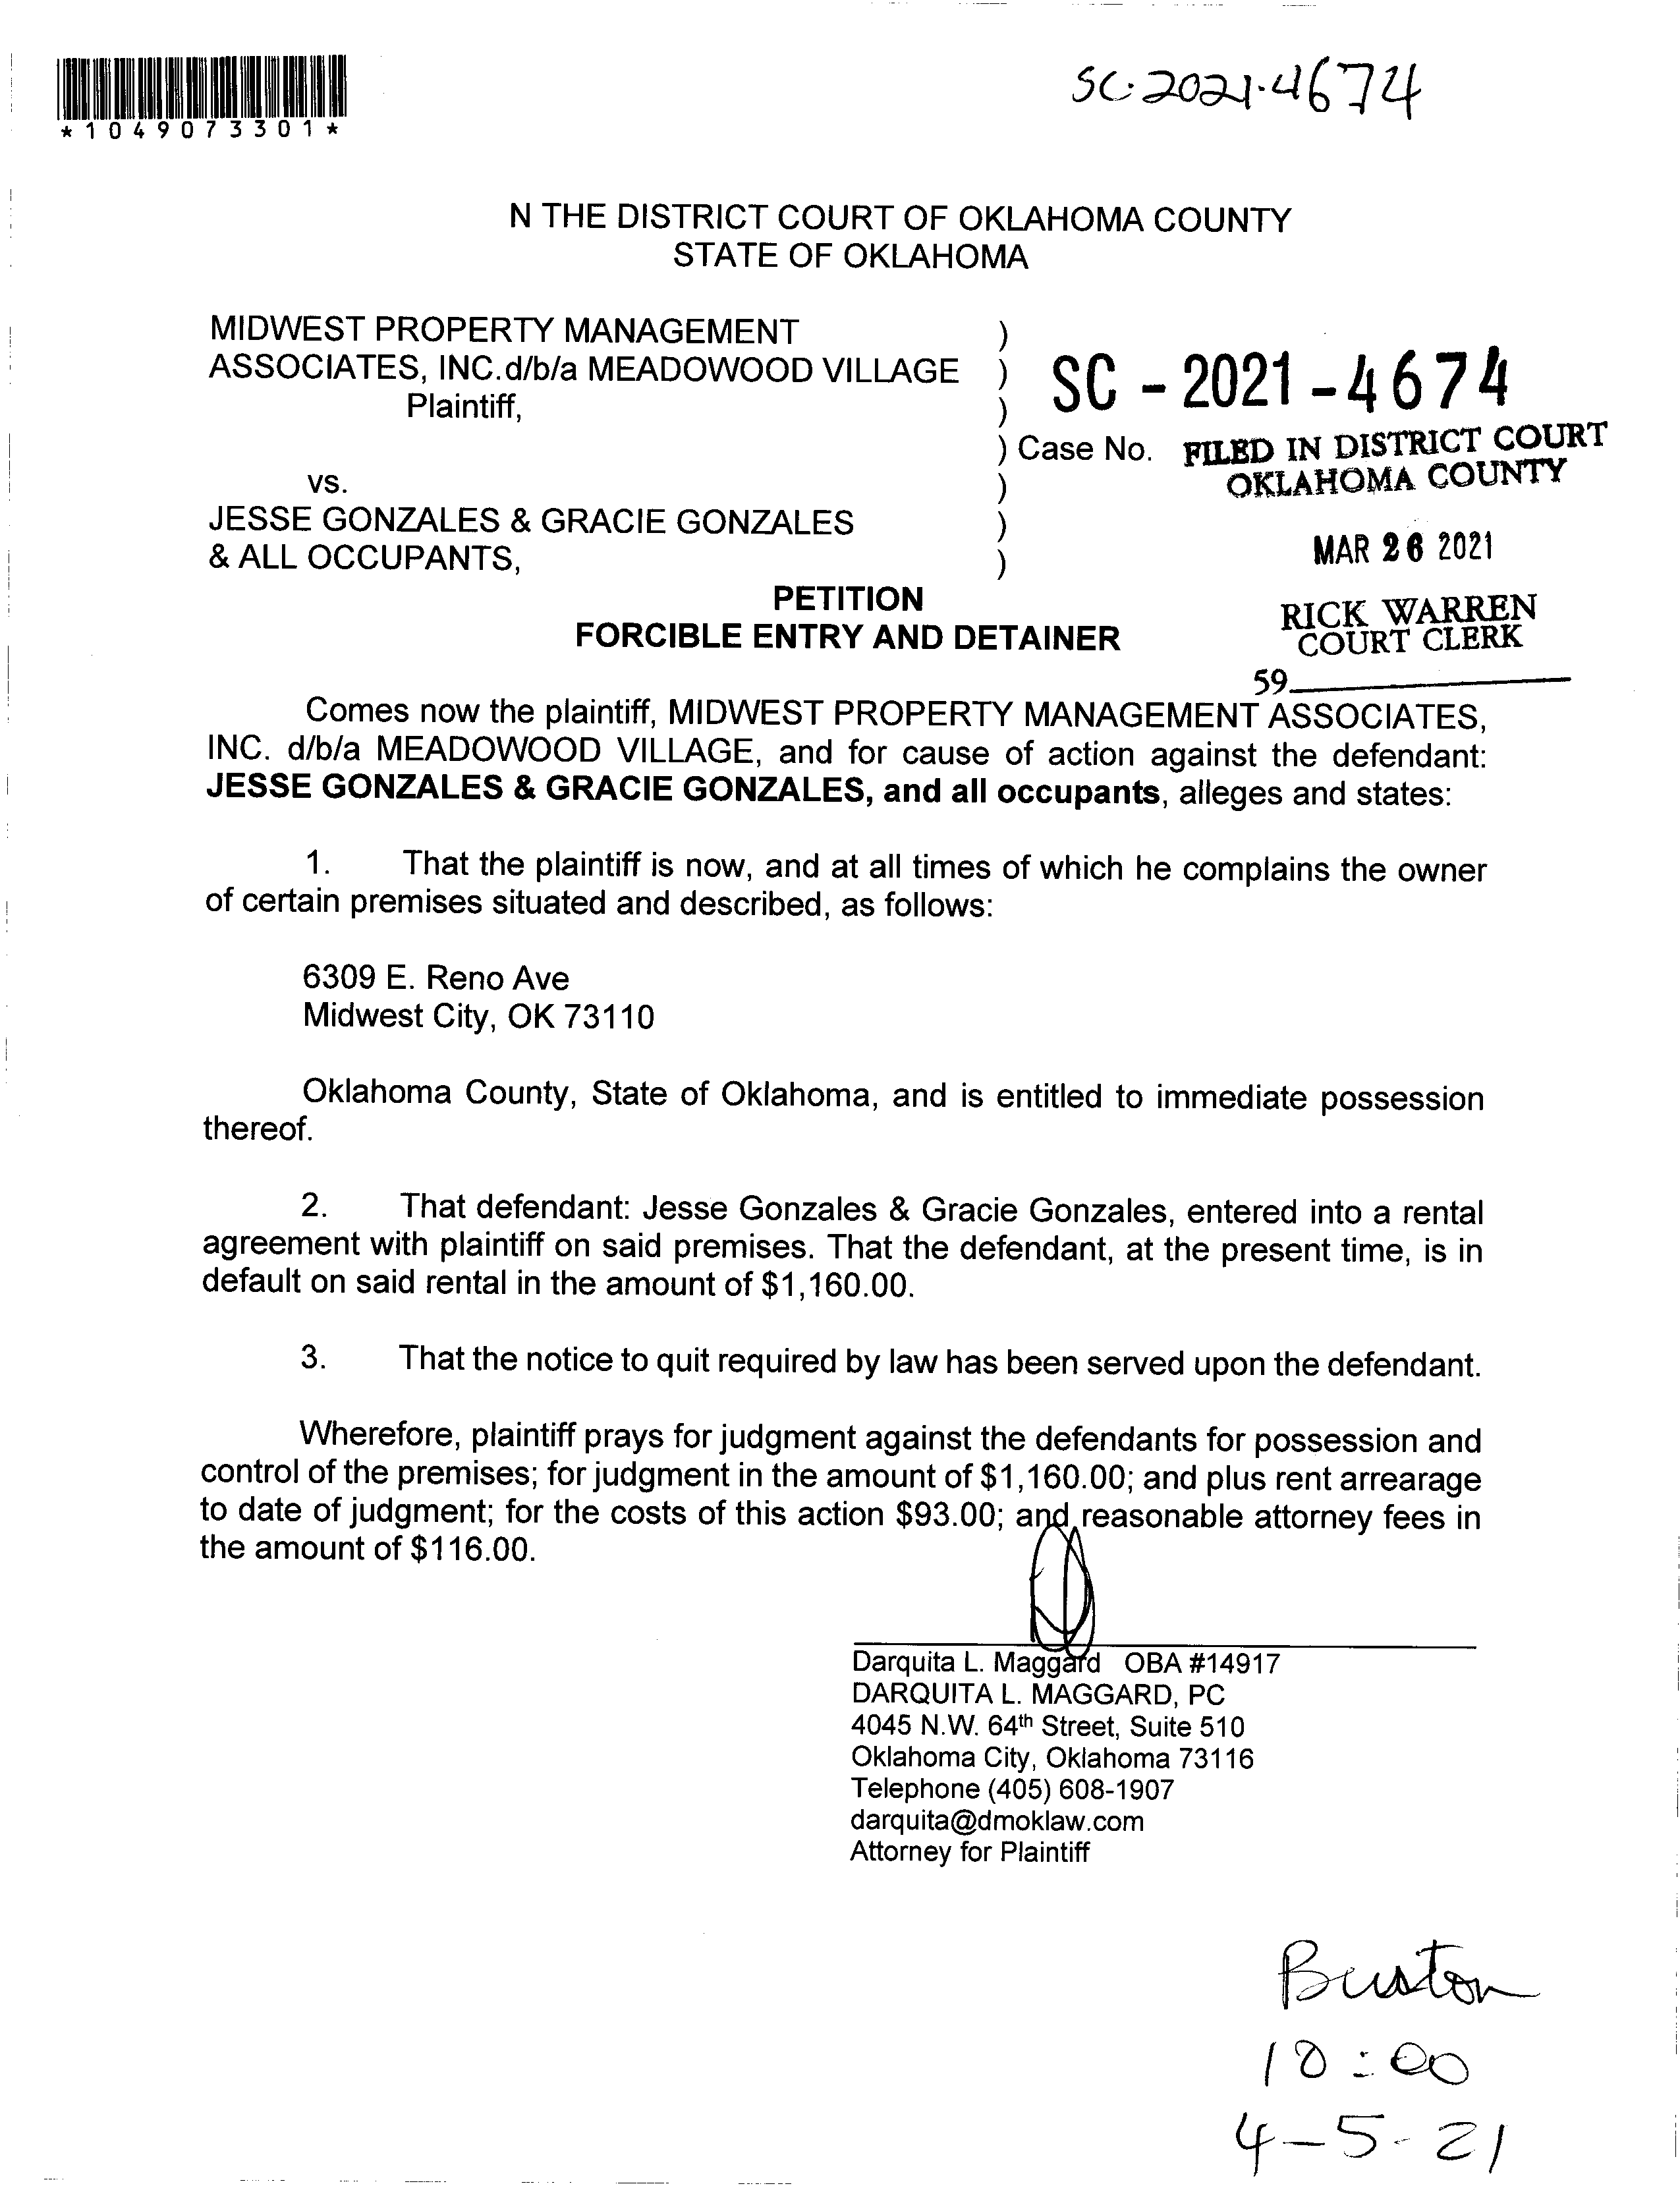 *1049073301*
SC-2021-4674
N THE DISTRICT COURT OF OKLAHOMA COUNTY
STATE OF OKLAHOMA
MIDWEST PROPERTY MANAGEMENT )
ASSOCIATES, INC.d/b/a MEADOWOOD VILLAGE ) SC - 2021 - 4674
Plaintiff, )
) Case No. FILED IN DISTRICT COURT
OKLAHOMA COUNTY
vs. )
JESSE GONZALES & GRACIE GONZALES )
& ALL OCCUPANTS, ) MAR 26 2021
PETITION
FORCIBLE ENTRY AND DETAINER
RICK WARREN
COURT CLERK
59
Comes now the plaintiff, MIDWEST PROPERTY MANAGEMENT ASSOCIATES,
INC. d/b/a MEADOWOOD VILLAGE, and for cause of action against the defendant:
JESSE GONZALES & GRACIE GONZALES, and all occupants, alleges and states:
1. That the plaintiff is now, and at all times of which he complains the owner
of certain premises situated and described, as follows:
6309 E. Reno Ave
Midwest City, OK 73110
Oklahoma County, State of Oklahoma, and is entitled to immediate possession
thereof.
2. That defendant: Jesse Gonzales & Gracie Gonzales, entered into a rental
agreement with plaintiff on said premises. That the defendant, at the present time, is in
default on said rental in the amount of $1,160.00.
3. That the notice to quit required by law has been served upon the defendant.
Wherefore, plaintiff prays for judgment against the defendants for possession and
control of the premises; for judgment in the amount of $1,160.00; and plus rent arrearage
to date of judgment; for the costs of this action $93.00; and reasonable attorney fees in
the amount of $116.00.
Darquita L. Maggard OBA #14917
DARQUITA L. MAGGARD, PC
4045 N.W. 64th Street, Suite 510
Oklahoma City, Oklahoma 73116
Telephone (405) 608-1907
darquita@dmoklaw.com
Attorney for Plaintiff
10:00
4-5-21